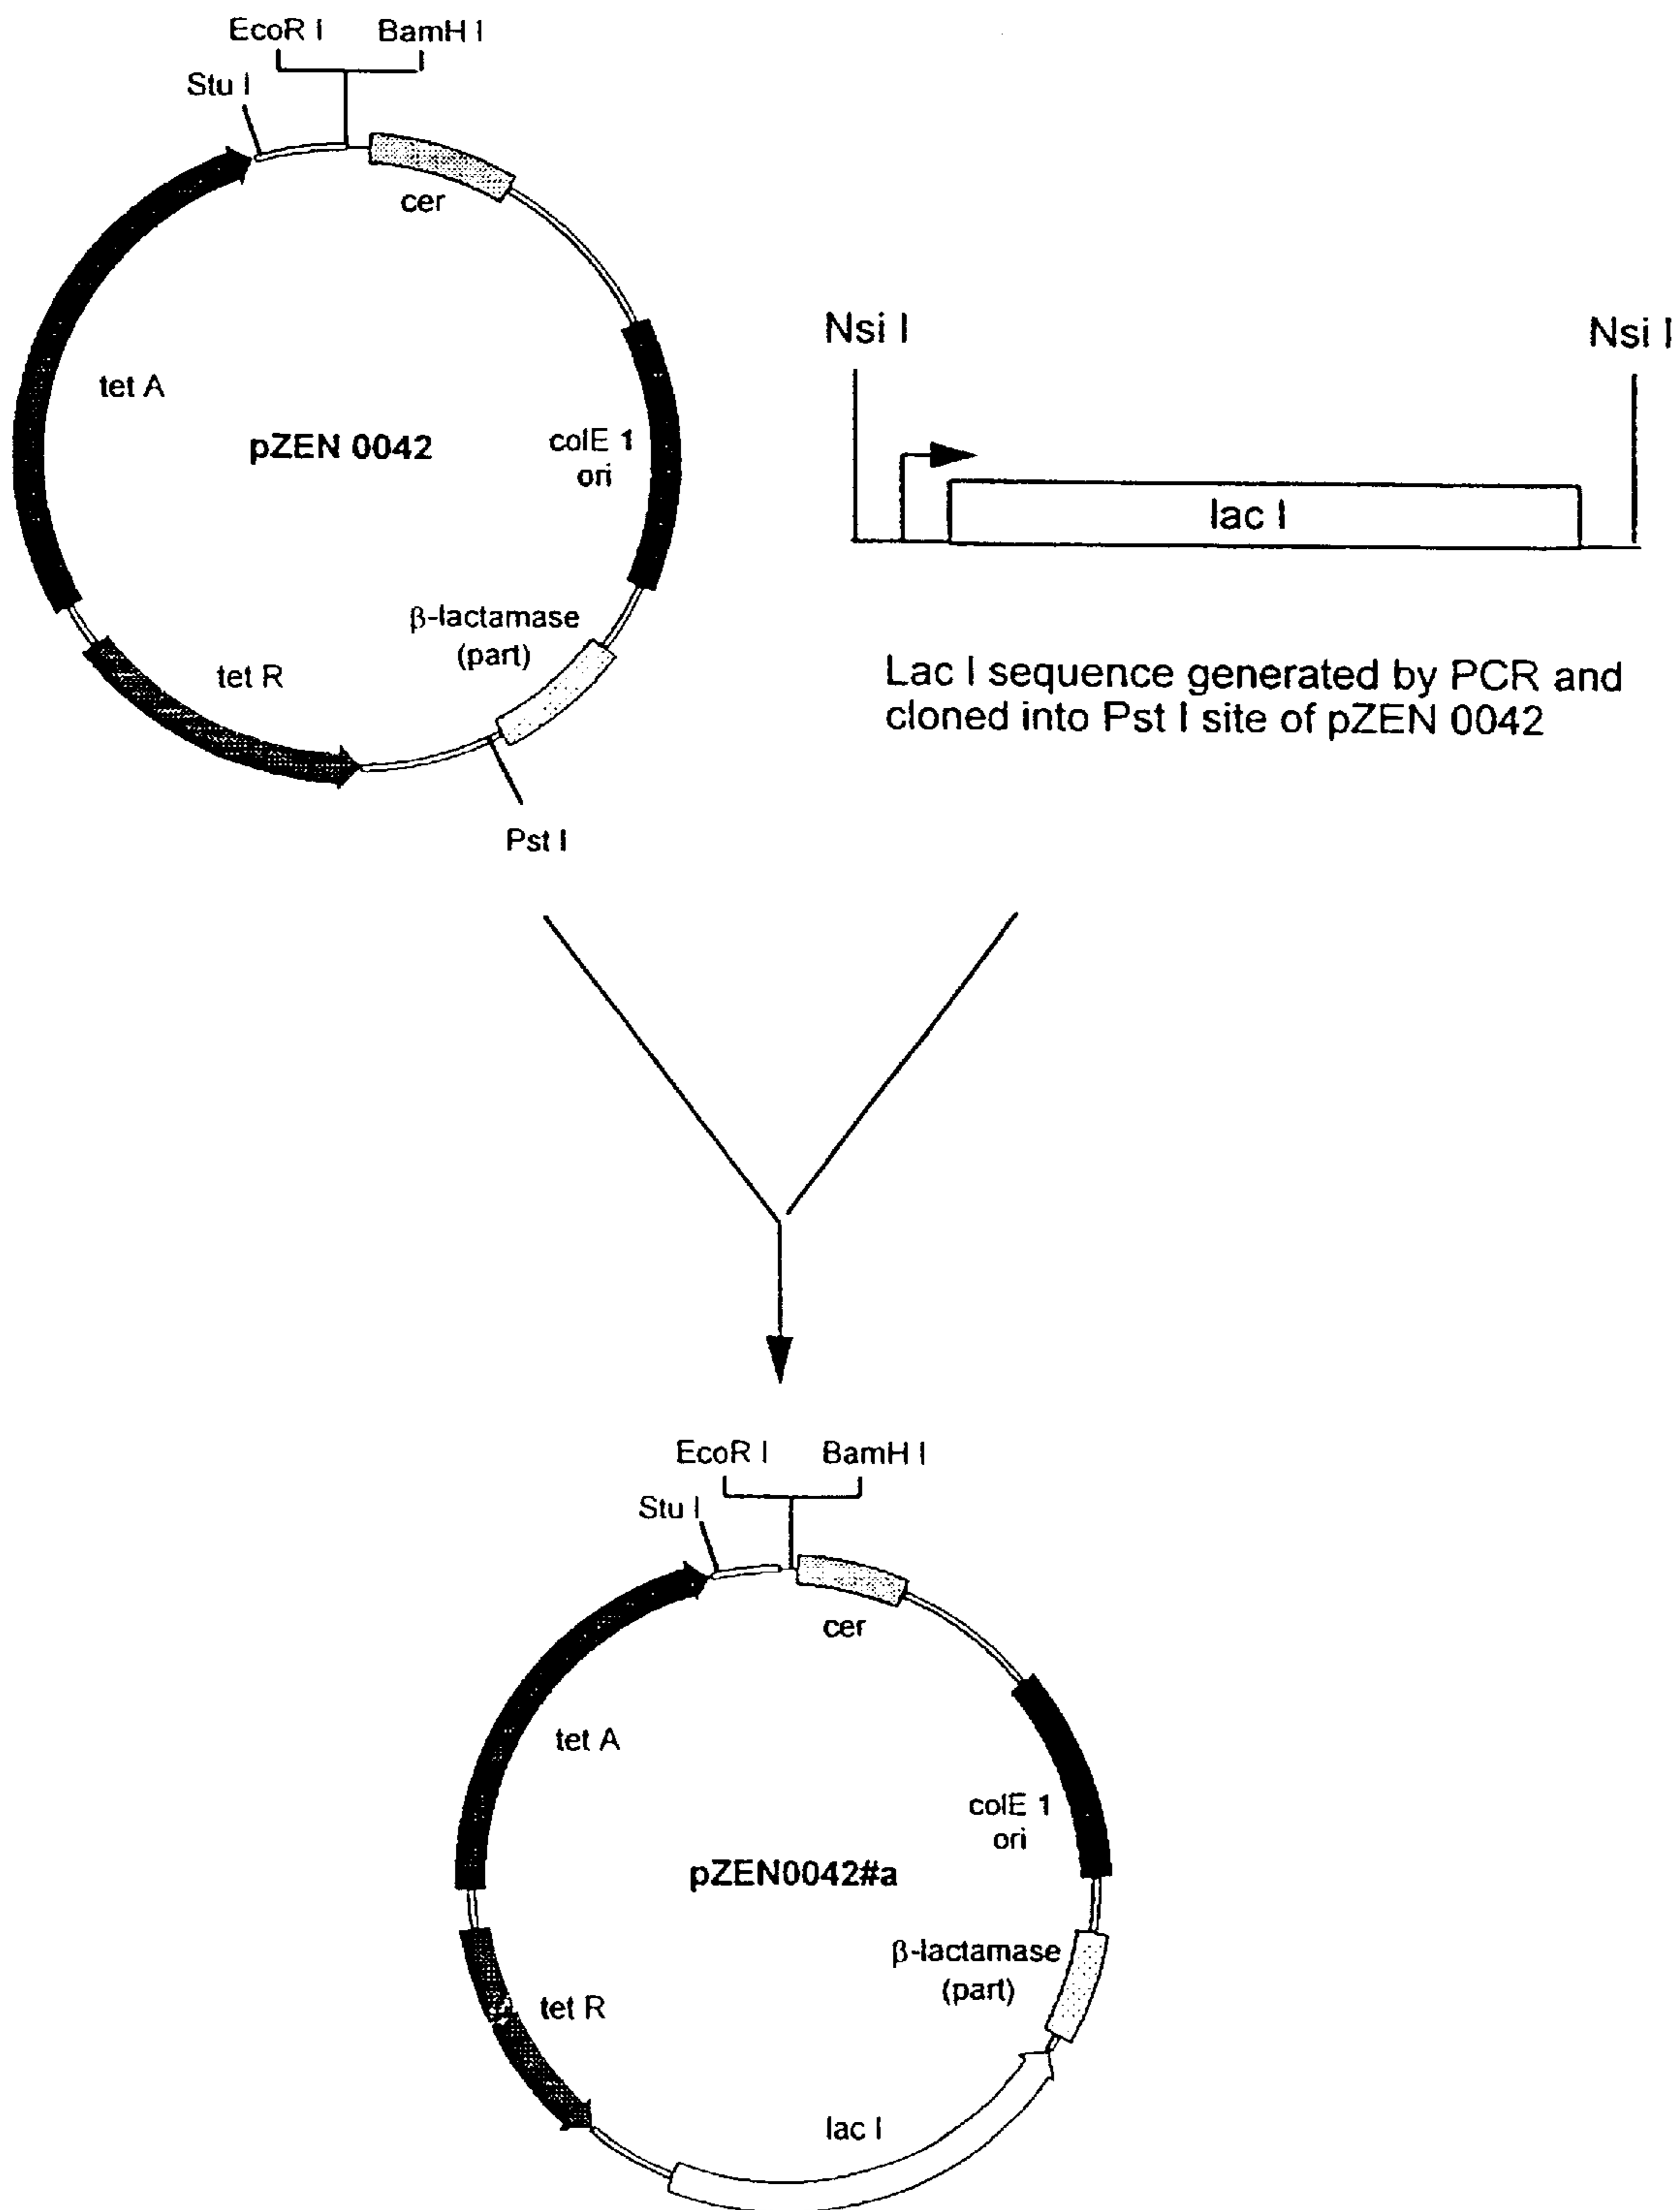 EcoR I BamH I
Stu I
cer
tet A
pZEN 0042
colE 1
ori
β-lactamase
(part)
tet R
Pst I
Nsi I Nsi I
lac I
Lac I sequence generated by PCR and
cloned into Pst I site of pZEN 0042
EcoR I BamH I
Stu I
cer
tet A
colE 1
ori
pZEN0042#a
β-lactamase
(part)
tet R
lac I